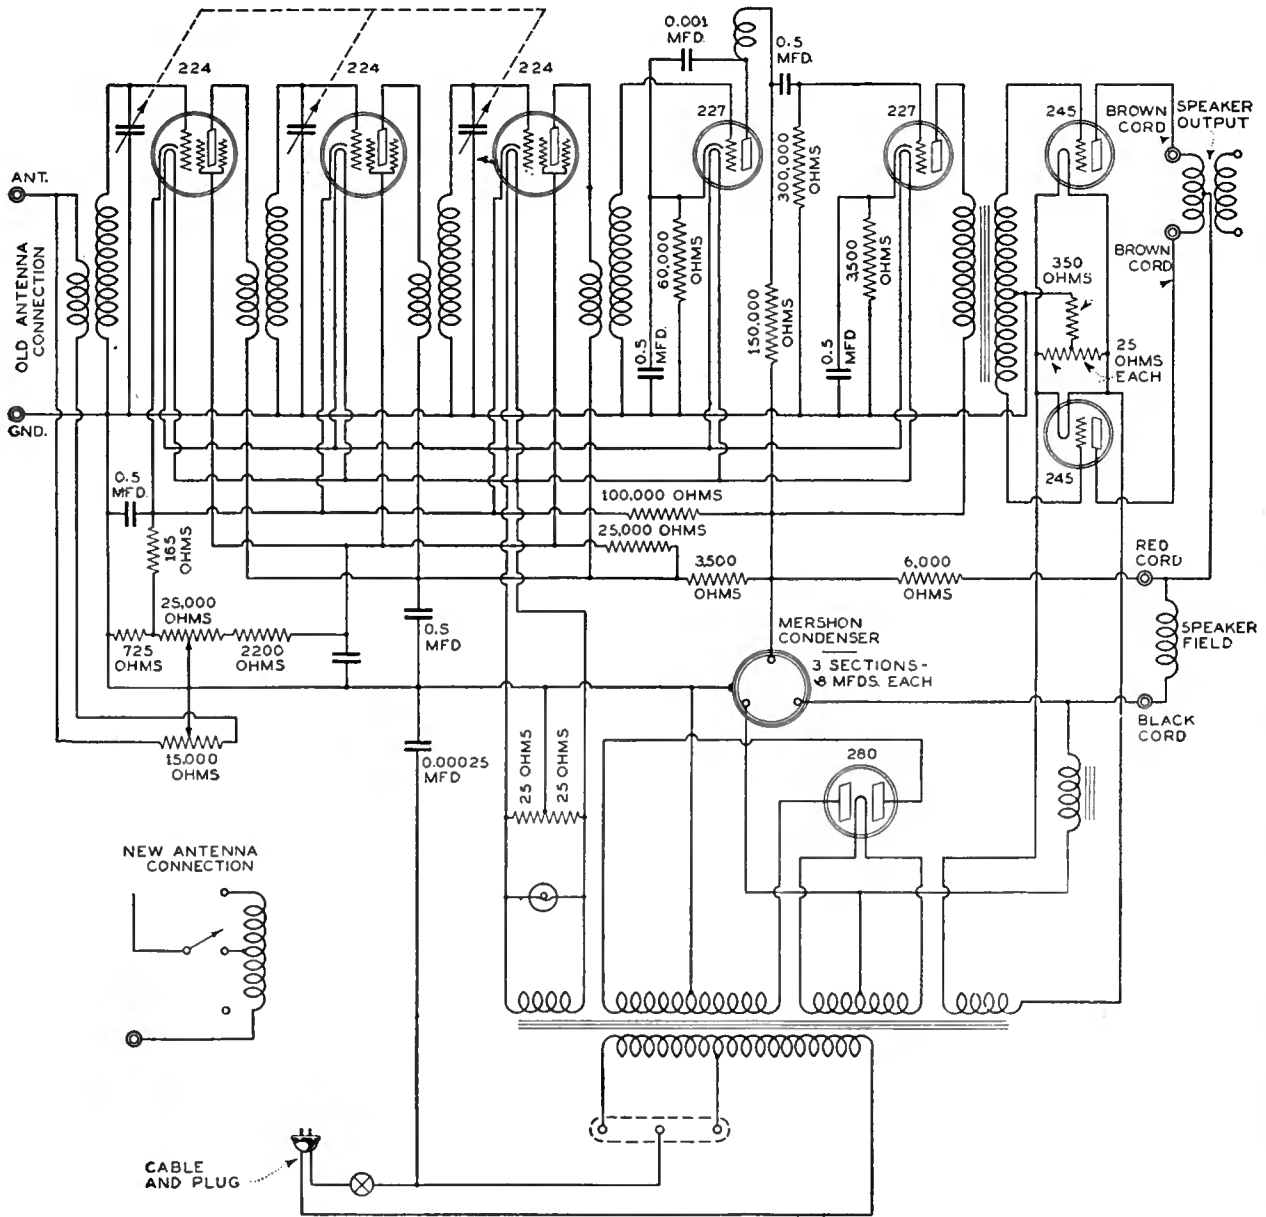 0.001
MFD.
0.5
MFD.
224
224
224
227
227
245
BROWN
CORD
SPEAKER
OUTPUT
ANT.
OLD ANTENNA
CONNECTION
GND.
300,000
OHMS
60,000
OHMS
3,500
OHMS
150,000
OHMS
0.5
MFD.
0.5
MFD
BROWN
CORD
350
OHMS
25
OHMS
EACH
245
0.5
MFD.
165
OHMS
100,000 OHMS
25,000 OHMS
3,500
OHMS
6,000
OHMS
RED
CORD
25,000
OHMS
725
OHMS
2200
OHMS
0.5
MFD
MERSHON
CONDENSER
3 SECTIONS-
8 MFDS. EACH
SPEAKER
FIELD
BLACK
CORD
15,000
OHMS
0.00025
MFD
25 OHMS
25 OHMS
280
NEW ANTENNA
CONNECTION
CABLE
AND PLUG